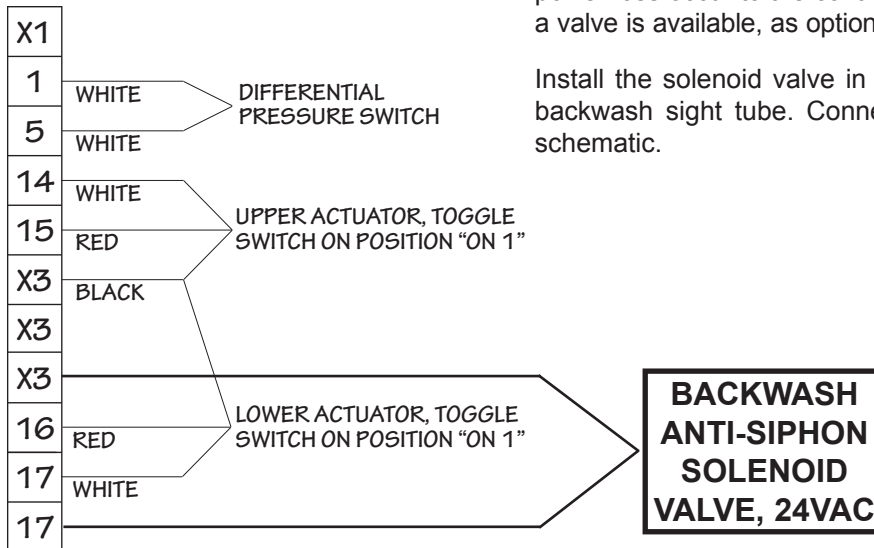 a valve is available, as option
Install the solenoid valve in
backwash sight tube. Conne
schematic.
X1
1
WHITE
5
WHITE
DIFFERENTIAL
PRESSURE SWITCH
14
WHITE
15
RED
X3
BLACK
UPPER ACTUATOR, TOGGLE
SWITCH ON POSITION “ON 1”
X3
X3
16
RED
17
WHITE
17
LOWER ACTUATOR, TOGGLE
SWITCH ON POSITION “ON 1”
BACKWASH
ANTI-SIPHON
SOLENOID
VALVE, 24VAC